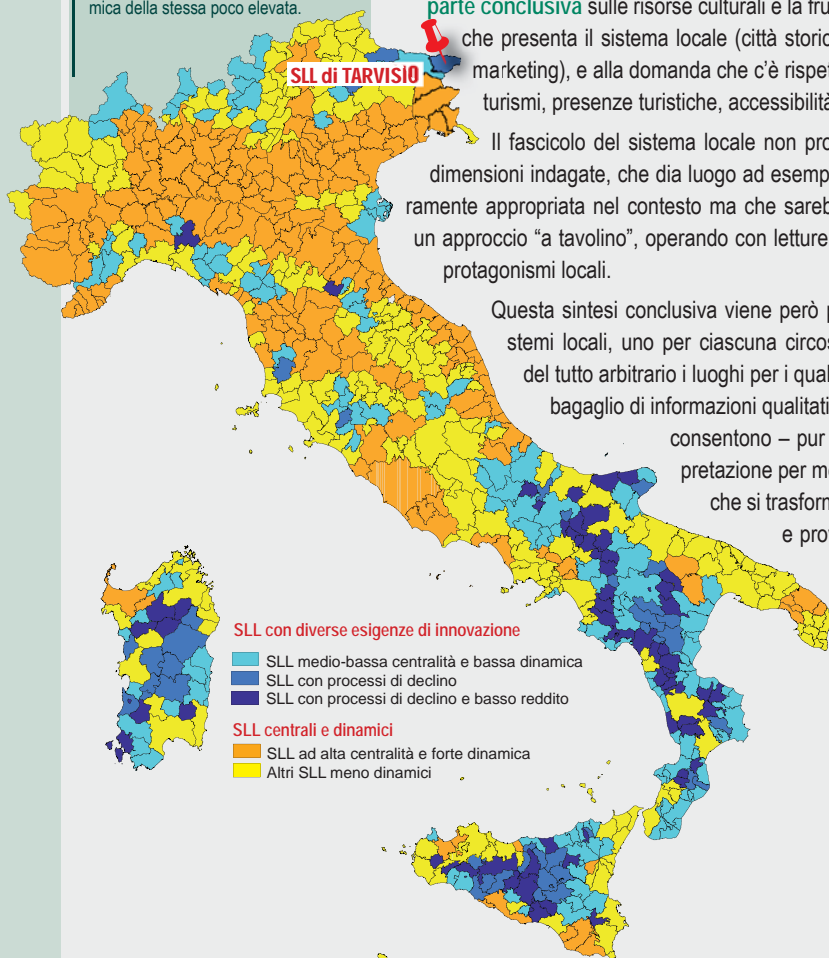 mica della stessa poco elevata.
parte conclusiva sulle risorse culturali e la fru
che presenta il sistema locale (città storic
marketing), e alla domanda che c'è rispet
turismi, presenze turistiche, accessibilità
SLL di TARVISIO
Il fascicolo del sistema locale non pro
dimensioni indagate, che dia luogo ad esemp
ramente appropriata nel contesto ma che sareb
un approccio “a tavolino”, operando con letture
protagonismi locali.
Questa sintesi conclusiva viene però p
stemi locali, uno per ciascuna circos
del tutto arbitrario i luoghi per i qual
bagaglio di informazioni qualitati
consentono – pur
pretazione per me
che si trasform
e prot
SLL con diverse esigenze di innovazione
SLL medio-bassa centralità e bassa dinamica
SLL con processi di declino
SLL con processi di declino e basso reddito
SLL centrali e dinamici
SLL ad alta centralità e forte dinamica
Altri SLL meno dinamici